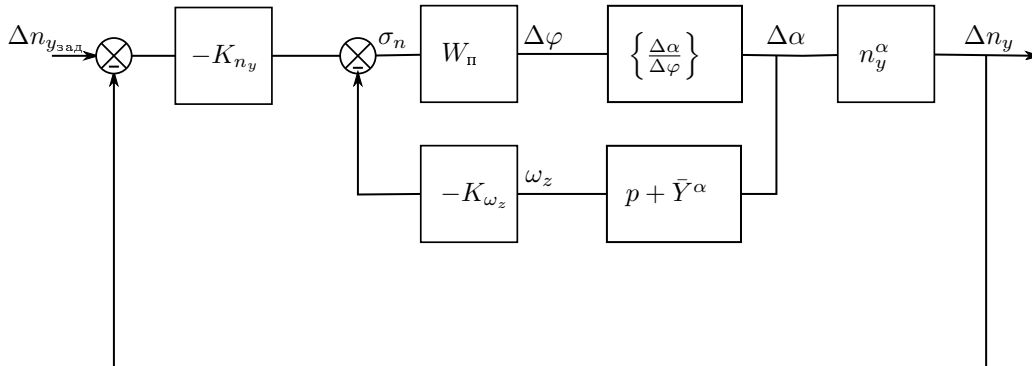 Δn_{y_{зад}}
−K_{n_y}
σ_n
W_п
Δφ
{Δα/Δφ}
Δα
n_y^α
Δn_y
−K_{ω_z}
ω_z
p + Ȳ^α